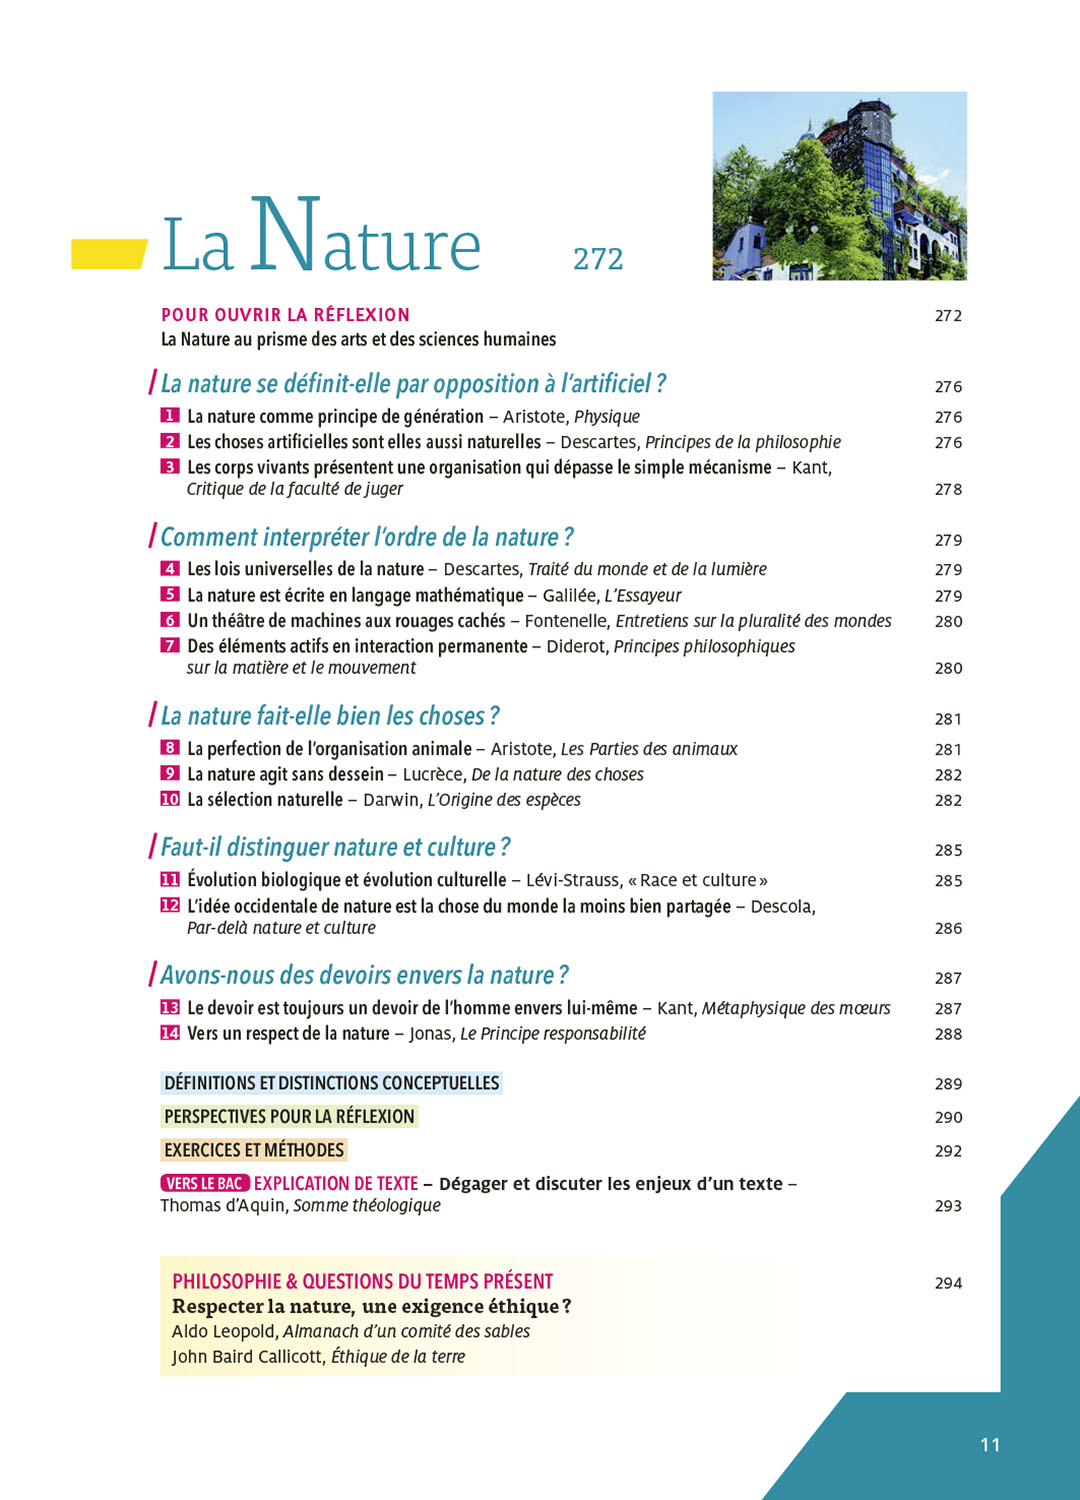 La Nature 272
POUR OUVRIR LA RÉFLEXION 272
La Nature au prisme des arts et des sciences humaines
La nature se définit-elle par opposition à l'artificiel ? 276
1 La nature comme principe de génération – Aristote, Physique 276
2 Les choses artificielles sont elles aussi naturelles – Descartes, Principes de la philosophie 276
3 Les corps vivants présentent une organisation qui dépasse le simple mécanisme – Kant,
Critique de la faculté de juger 278
Comment interpréter l'ordre de la nature ? 279
4 Les lois universelles de la nature – Descartes, Traité du monde et de la lumière 279
5 La nature est écrite en langage mathématique – Galilée, L'Essayeur 279
6 Un théâtre de machines aux rouages cachés – Fontenelle, Entretiens sur la pluralité des mondes 280
7 Des éléments actifs en interaction permanente – Diderot, Principes philosophiques
sur la matière et le mouvement 280
La nature fait-elle bien les choses ? 281
8 La perfection de l'organisation animale – Aristote, Les Parties des animaux 281
9 La nature agit sans dessein – Lucrèce, De la nature des choses 282
10 La sélection naturelle – Darwin, L'Origine des espèces 282
Faut-il distinguer nature et culture ? 285
11 Évolution biologique et évolution culturelle – Lévi-Strauss, « Race et culture » 285
12 L'idée occidentale de nature est la chose du monde la moins bien partagée – Descola,
Par-delà nature et culture 286
Avons-nous des devoirs envers la nature ? 287
13 Le devoir est toujours un devoir de l'homme envers lui-même – Kant, Métaphysique des mœurs 287
14 Vers un respect de la nature – Jonas, Le Principe responsabilité 288
DÉFINITIONS ET DISTINCTIONS CONCEPTUELLES 289
PERSPECTIVES POUR LA RÉFLEXION 290
EXERCICES ET MÉTHODES 292
VERS LE BAC EXPLICATION DE TEXTE – Dégager et discuter les enjeux d'un texte –
Thomas d'Aquin, Somme théologique 293
PHILOSOPHIE & QUESTIONS DU TEMPS PRÉSENT 294
Respecter la nature, une exigence éthique ?
Aldo Leopold, Almanach d'un comité des sables
John Baird Callicott, Éthique de la terre
11